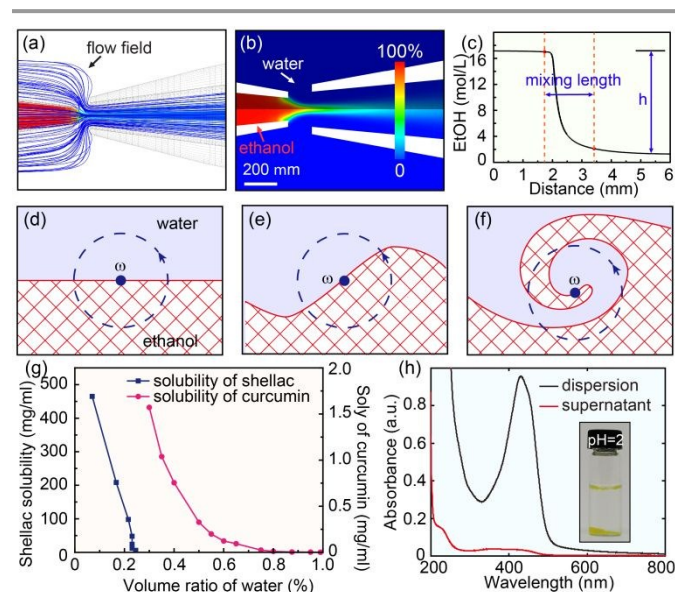 (a)
flow field
(b)
water
100%
ethanol
200 mm
0
(c)
EtOH (mol/L)
16
12
8
4
0
mixing length
h
0 1 2 3 4 5 6
Distance (mm)
(d)
water
ω
ethanol
(e)
ω
(f)
ω
(g)
solubility of shellac
solubility of curcumin
Shellac solubility (mg/ml)
500
400
300
200
100
0
2.0
1.5
1.0
0.5
0
Soly of curcumin (mg/ml)
0.0 0.2 0.4 0.6 0.8 1.0
Volume ratio of water (%)
(h)
dispersion
supernatant
pH=2
Absorbance (a.u.)
0.8
0.6
0.4
0.2
0
200 400 600 800
Wavelength (nm)